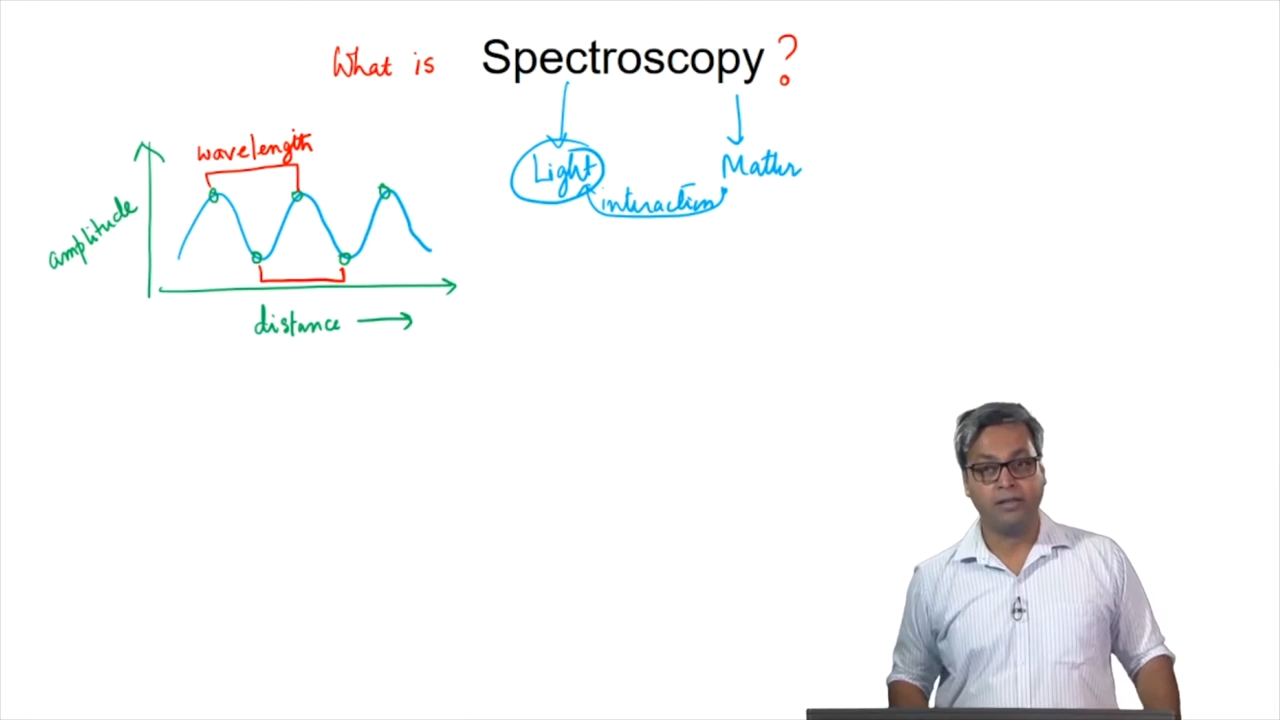 What is Spectroscopy ?
wavelength
amplitude
distance
Light
Matter
interaction